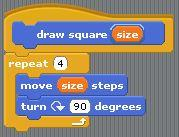 draw square size
repeat 4
move size steps
turn 90 degrees